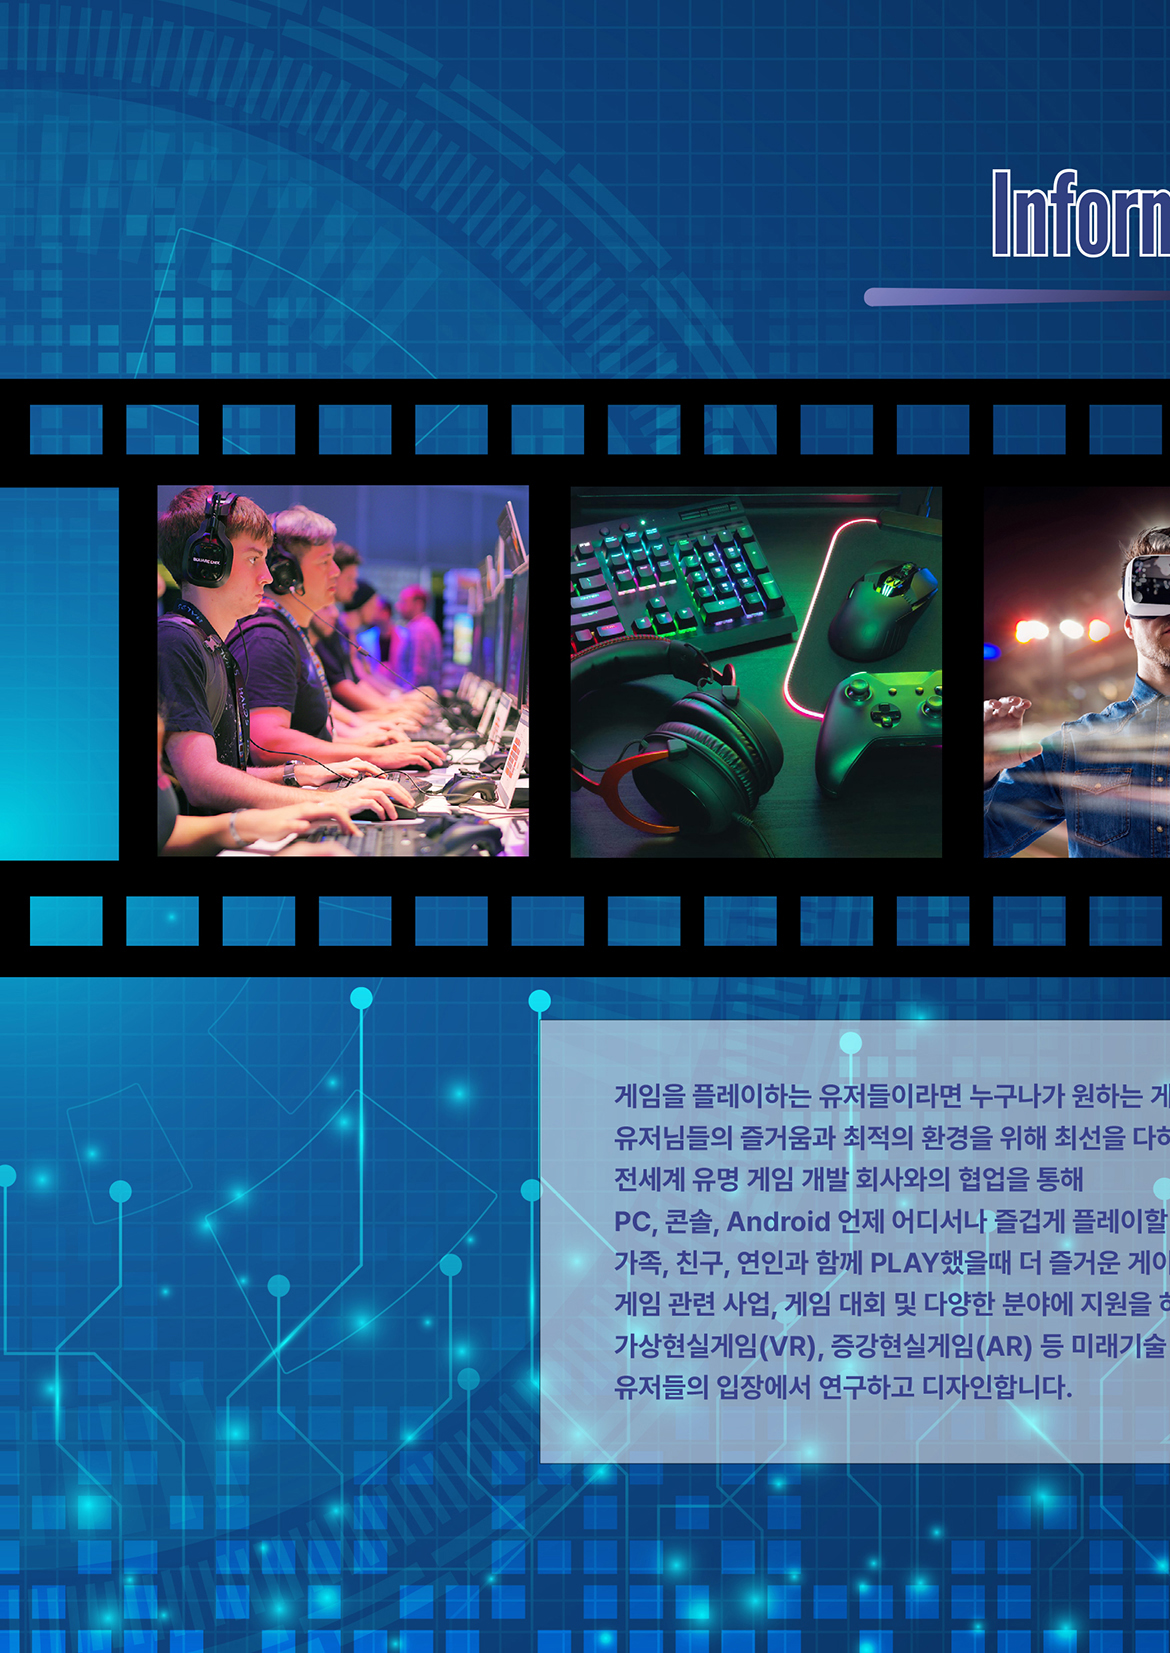 Inform
SQUARE ENIX
게임을 플레이하는 유저들이라면 누구나가 원하는 게
유저님들의 즐거움과 최적의 환경을 위해 최선을 다하
전세계 유명 게임 개발 회사와의 협업을 통해
PC, 콘솔, Android 언제 어디서나 즐겁게 플레이할
가족, 친구, 연인과 함께 PLAY했을때 더 즐거운 게이
게임 관련 사업, 게임 대회 및 다양한 분야에 지원을 하
가상현실게임(VR), 증강현실게임(AR) 등 미래기술
유저들의 입장에서 연구하고 디자인합니다.